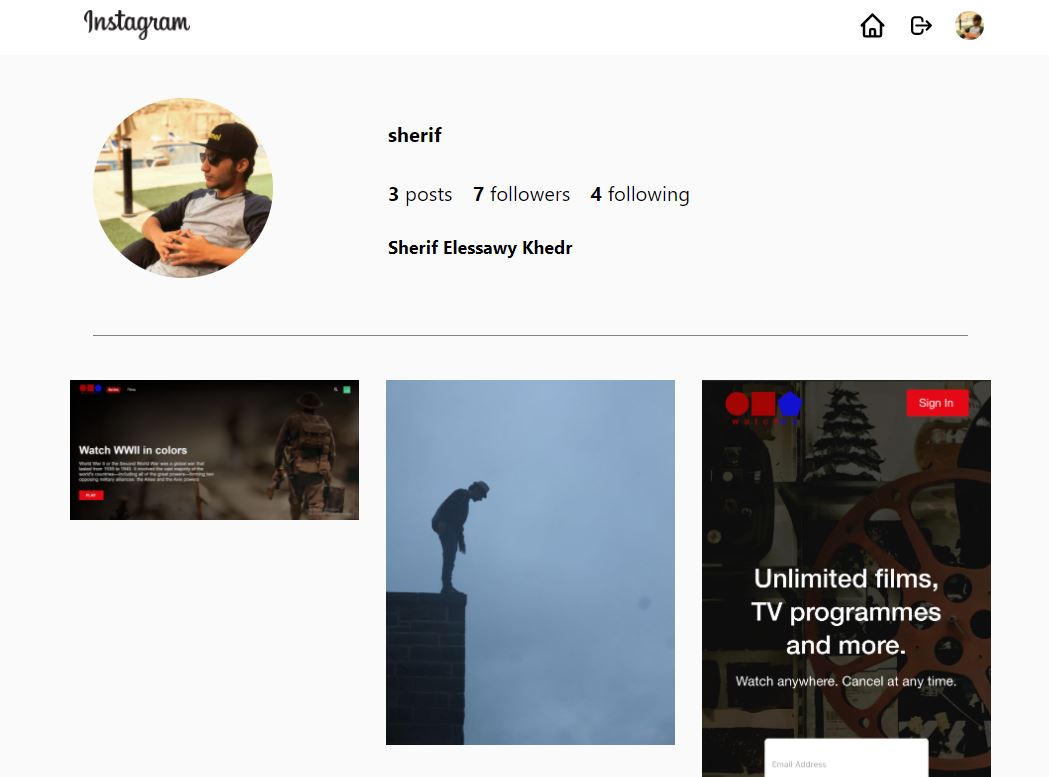 Instagram
sherif
3 posts 7 followers 4 following
Sherif Elessawy Khedr
Series Films
Watch WWII in colors
World War II or the Second World War was a global war that
lasted from 1939 to 1945. It involved the vast majority of the
world's countries—including all of the great powers—forming two
opposing military alliances: the Allies and the Axis powers
PLAY
Sign In
Unlimited films,
TV programmes
and more.
Watch anywhere. Cancel at any time.
Email Address